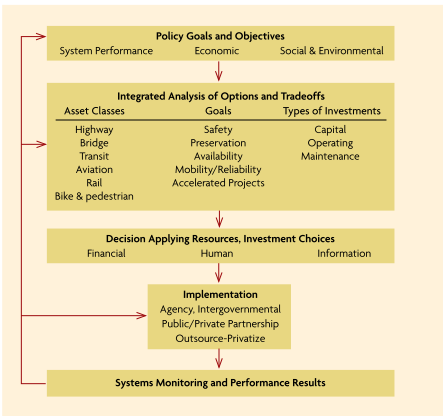 Policy Goals and Objectives
System Performance Economic Social & Environmental
Integrated Analysis of Options and Tradeoffs
Asset Classes Goals Types of Investments
Highway Safety Capital
Bridge Preservation Operating
Transit Availability Maintenance
Aviation Mobility/Reliability
Rail Accelerated Projects
Bike & pedestrian
Decision Applying Resources, Investment Choices
Financial Human Information
Implementation
Agency, Intergovernmental
Public/Private Partnership
Outsource-Privatize
Systems Monitoring and Performance Results